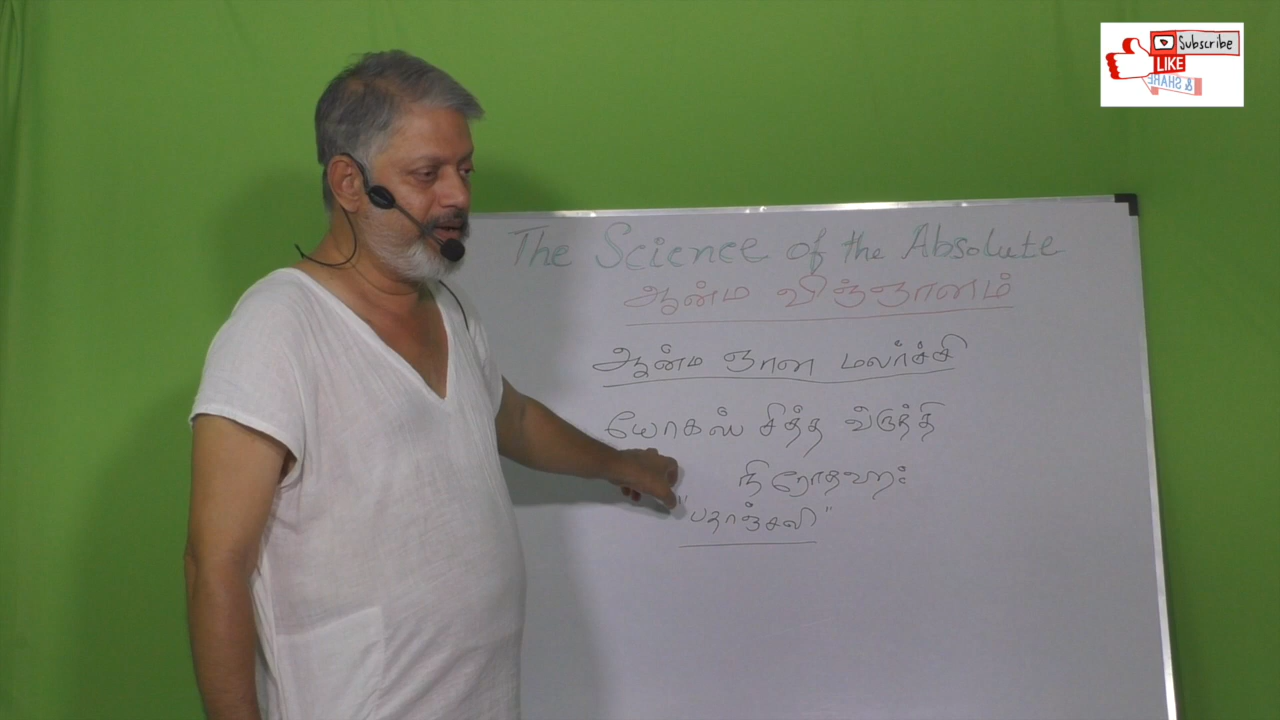 Subscribe
LIKE
& SHARE
The Science of the Absolute
ஆன்ம விஞ்ஞானம்
ஆன்ம ஞான மலர்ச்சி
யோகஸ் சித்த வ்ருத்தி
நிரோதஹ:
"பதாஞ்சலி"